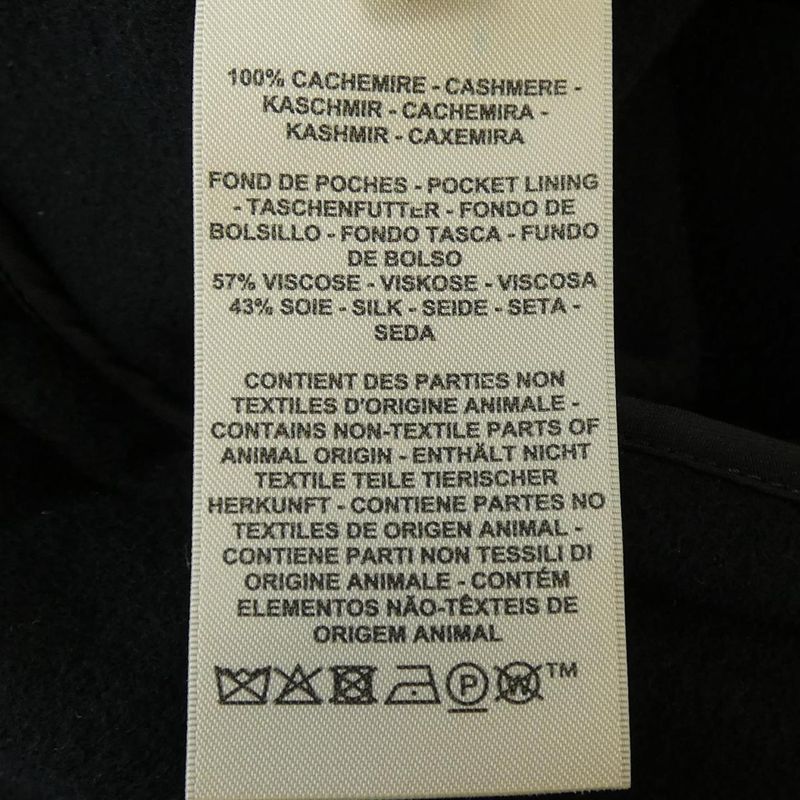 100% CACHEMIRE - CASHMERE -
KASCHMIR - CACHEMIRA -
KASHMIR - CAXEMIRA
FOND DE POCHES - POCKET LINING
- TASCHENFUTTER - FONDO DE
BOLSILLO - FONDO TASCA - FUNDO
DE BOLSO
57% VISCOSE - VISKOSE - VISCOSA
43% SOIE - SILK - SEIDE - SETA -
SEDA
CONTIENT DES PARTIES NON
TEXTILES D'ORIGINE ANIMALE -
CONTAINS NON-TEXTILE PARTS OF
ANIMAL ORIGIN - ENTHÄLT NICHT
TEXTILE TEILE TIERISCHER
HERKUNFT - CONTIENE PARTES NO
TEXTILES DE ORIGEN ANIMAL -
CONTIENE PARTI NON TESSILI DI
ORIGINE ANIMALE - CONTÉM
ELEMENTOS NÃO-TÊXTEIS DE
ORIGEM ANIMAL
P W TM